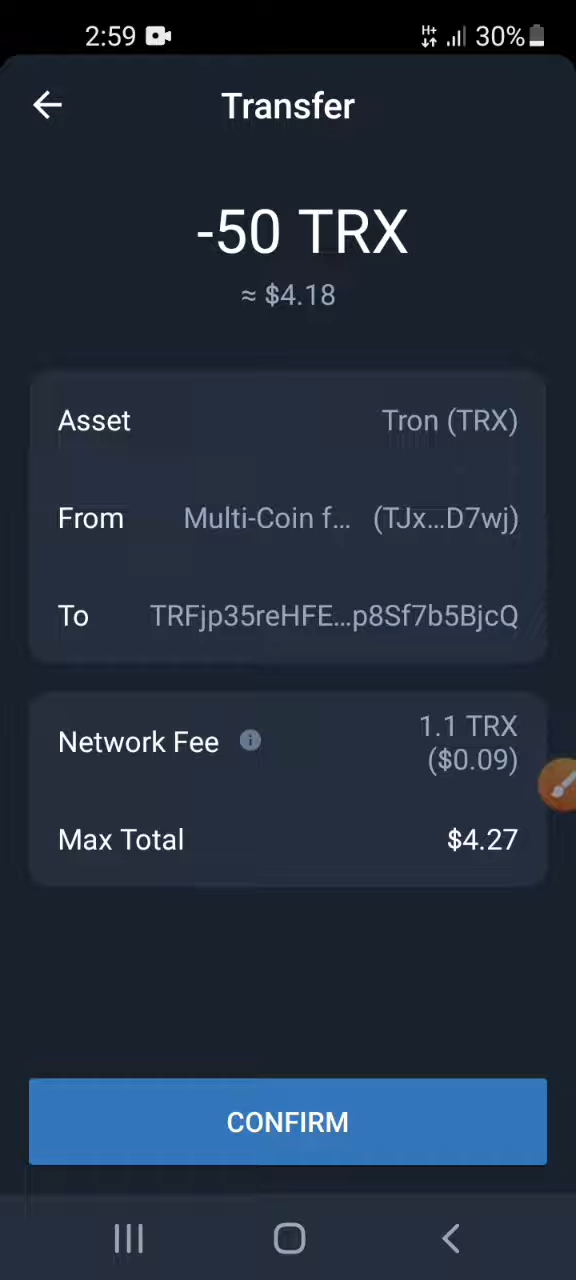 2:59 30%
Transfer
-50 TRX
≈ $4.18
Asset Tron (TRX)
From Multi-Coin f... (TJx...D7wj)
To TRFjp35reHFE...p8Sf7b5BjcQ
Network Fee 1.1 TRX
($0.09)
Max Total $4.27
CONFIRM